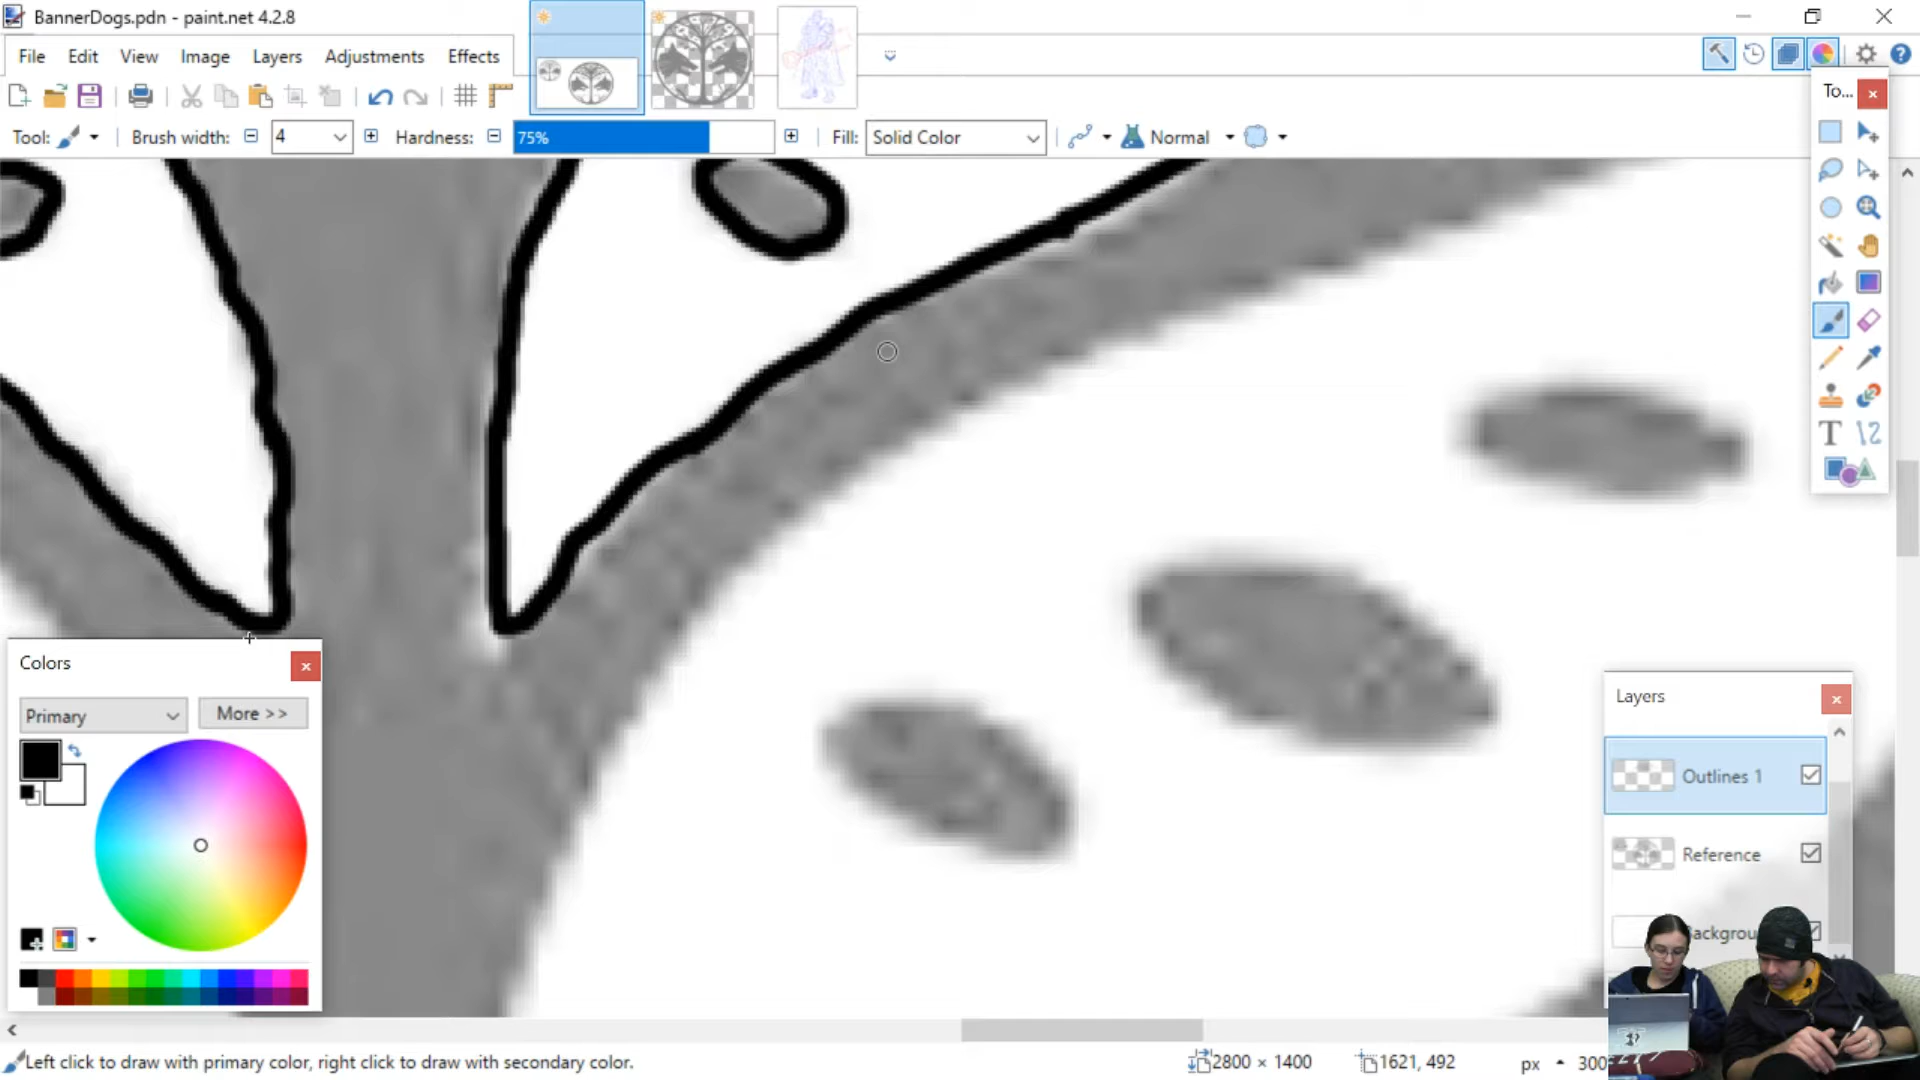 BannerDogs.pdn - paint.net 4.2.8
File Edit View Image Layers Adjustments Effects
Tool: Brush width: 4 Hardness: 75% Fill: Solid Color Normal
To...
Colors
Primary More >>
Layers
Outlines 1
Reference
Left click to draw with primary color, right click to draw with secondary color.
2800 × 1400 1621, 492 px